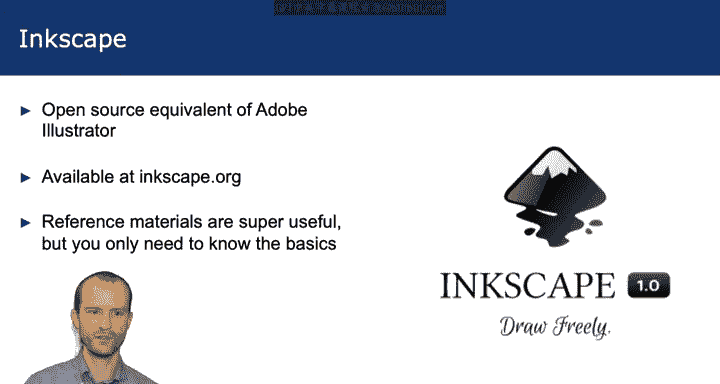 Inkscape
► Open source equivalent of Adobe
Illustrator
► Available at inkscape.org
► Reference materials are super useful,
but you only need to know the basics
INKSCAPE 1.0
Draw Freely.